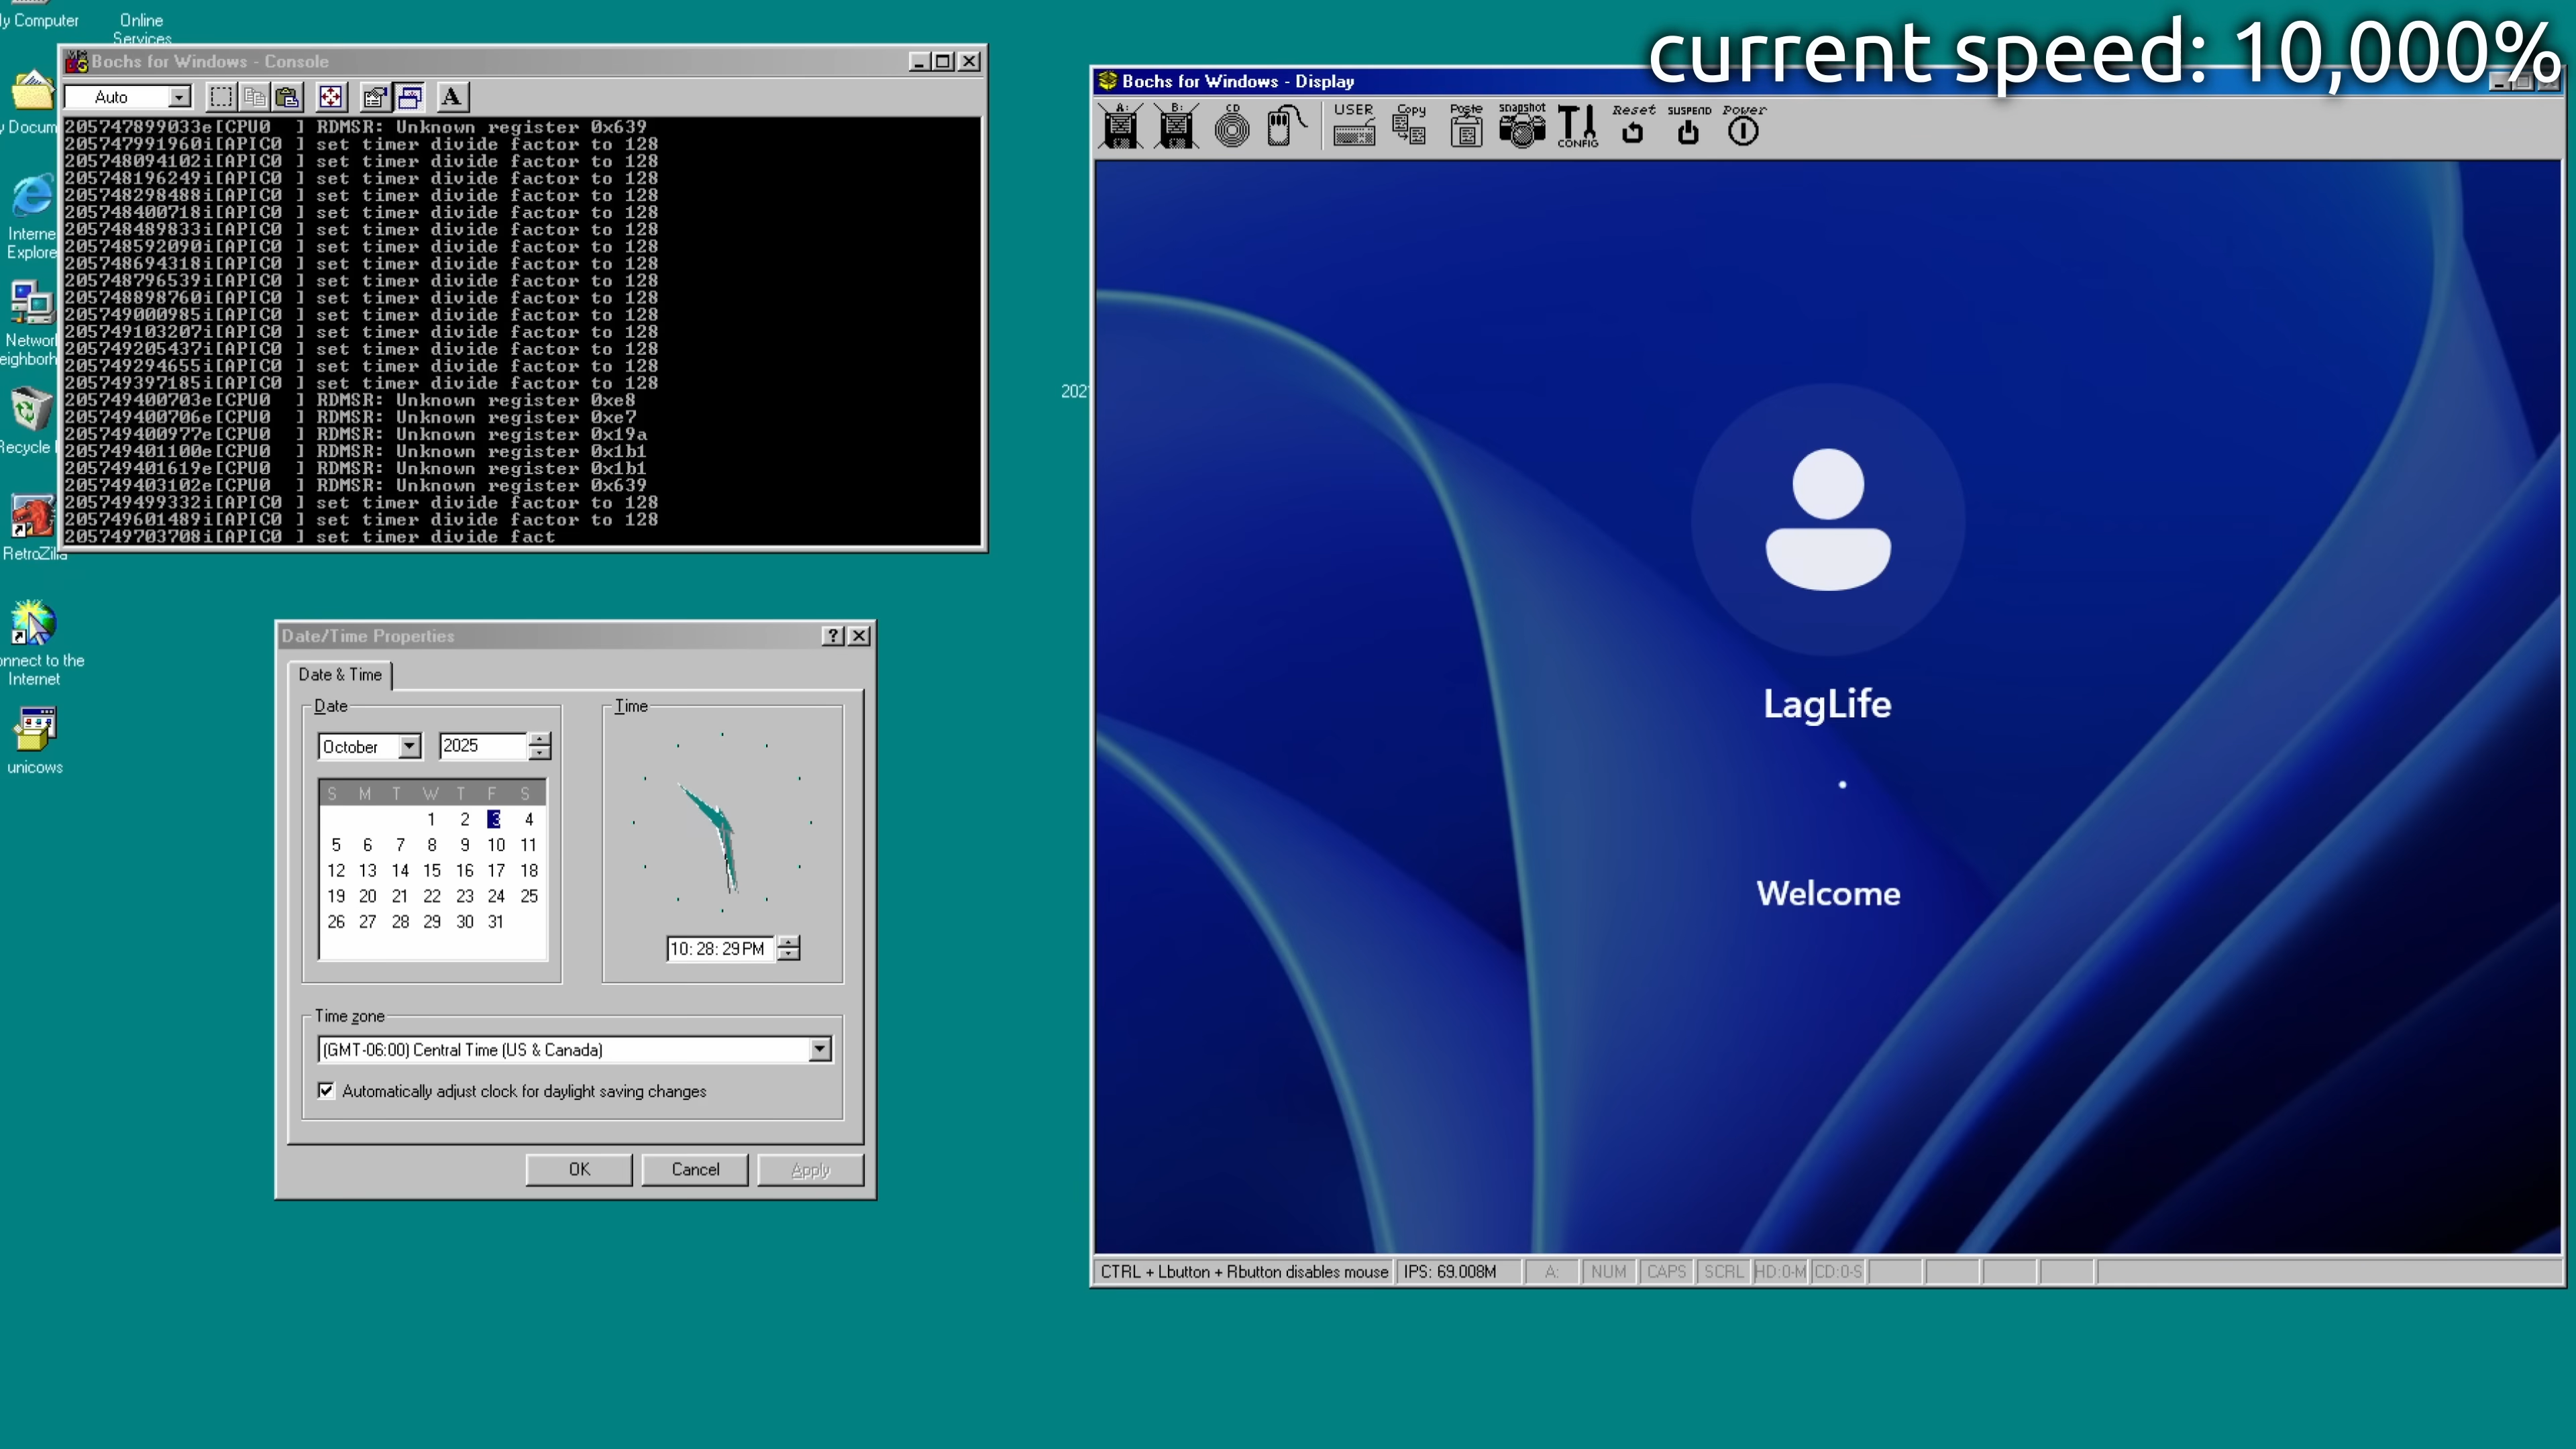 My Computer
Online
Services
My Docum
Interne
Explore
Networ
eighborh
Recycle
RetroZilla
onnect to the
Internet
unicows
Bochs for Windows - Console
Auto
A
205747899033e[CPU0  ] RDMSR: Unknown register 0x639
205747991960i[APIC0 ] set timer divide factor to 128
205748094102i[APIC0 ] set timer divide factor to 128
205748196249i[APIC0 ] set timer divide factor to 128
205748298488i[APIC0 ] set timer divide factor to 128
205748400718i[APIC0 ] set timer divide factor to 128
205748489833i[APIC0 ] set timer divide factor to 128
205748592090i[APIC0 ] set timer divide factor to 128
205748694318i[APIC0 ] set timer divide factor to 128
205748796539i[APIC0 ] set timer divide factor to 128
205748898760i[APIC0 ] set timer divide factor to 128
205749000985i[APIC0 ] set timer divide factor to 128
205749103207i[APIC0 ] set timer divide factor to 128
205749205437i[APIC0 ] set timer divide factor to 128
205749294655i[APIC0 ] set timer divide factor to 128
205749397185i[APIC0 ] set timer divide factor to 128
205749400703e[CPU0  ] RDMSR: Unknown register 0xe8
205749400706e[CPU0  ] RDMSR: Unknown register 0xe7
205749400977e[CPU0  ] RDMSR: Unknown register 0x19a
205749401100e[CPU0  ] RDMSR: Unknown register 0x1b1
205749401619e[CPU0  ] RDMSR: Unknown register 0x1b1
205749403102e[CPU0  ] RDMSR: Unknown register 0x639
205749499332i[APIC0 ] set timer divide factor to 128
205749601489i[APIC0 ] set timer divide factor to 128
205749703708i[APIC0 ] set timer divide fact
Date/Time Properties
Date & Time
Date
October 2025
S M T W T F S
1 2 3 4
5 6 7 8 9 10 11
12 13 14 15 16 17 18
19 20 21 22 23 24 25
26 27 28 29 30 31
Time
10:28:29 PM
Time zone
(GMT-06:00) Central Time (US & Canada)
Automatically adjust clock for daylight saving changes
OK Cancel Apply
202
current speed: 10,000%
Bochs for Windows - Display
A: B: CD USER Copy Paste snapshot CONFIG Reset SUSPEND Power
LagLife
Welcome
CTRL + Lbutton + Rbutton disables mouse IPS: 69.008M A: NUM CAPS SCRL HD:0-M CD:0-S